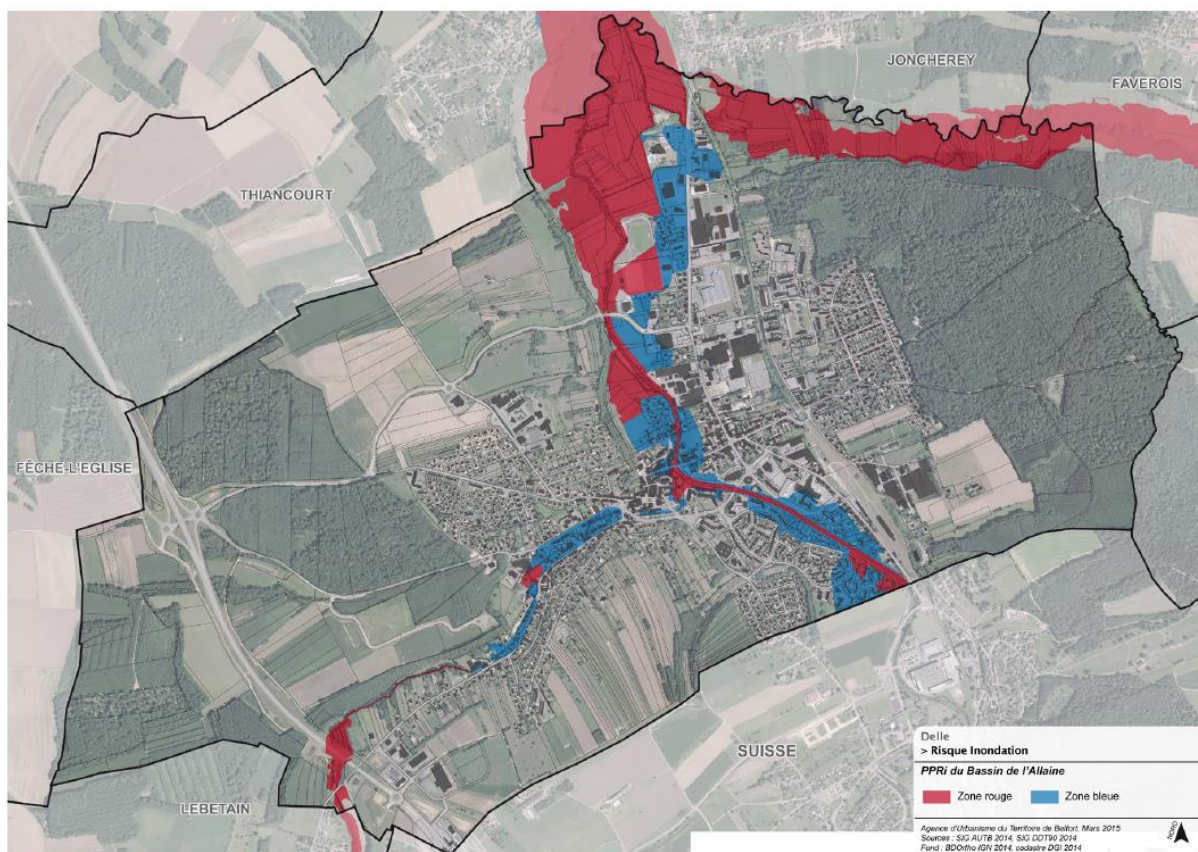 JONCHEREY
FAVEROIS
THIANCOURT
FÊCHE-L'EGLISE
SUISSE
LEBETAIN
Delle
> Risque Inondation
PPRi du Bassin de l'Allaine
Zone rouge
Zone bleue
Agence d'Urbanisme du Territoire de Belfort, Mars 2015
Sources : SIG AUTB 2014, SIG DDT90 2014
Fond : BDOrtho IGN 2014, cadastre DGI 2014
NORD